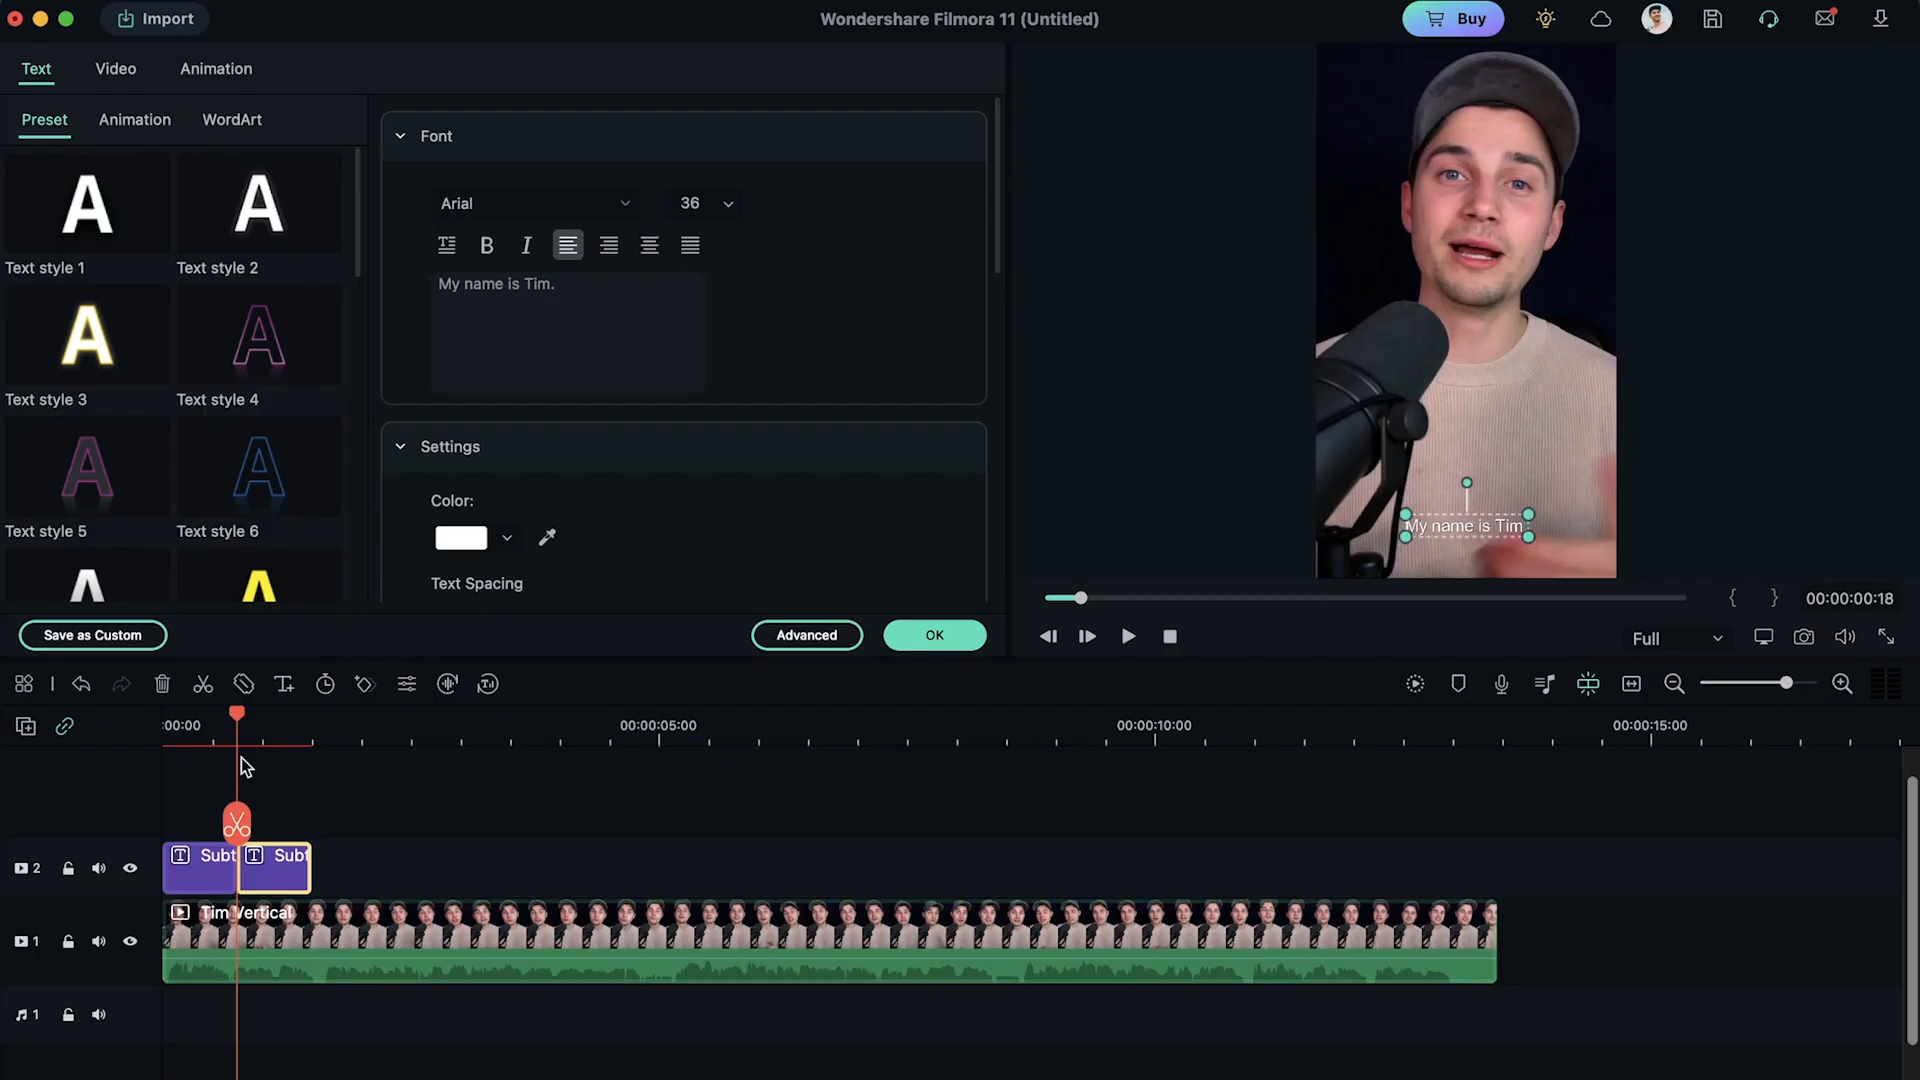 Import
Wondershare Filmora 11 (Untitled)
Buy
Text
Video
Animation
Preset
Animation
WordArt
A
A
Text style 1
Text style 2
A
A
Text style 3
Text style 4
A
A
Text style 5
Text style 6
A
A
Save as Custom
Font
Arial
36
B
I
My name is Tim.
Settings
Color:
Text Spacing
Advanced
OK
My name is Tim.
00:00:00:18
Full
:00:00
00:00:05:00
00:00:10:00
00:00:15:00
2
T Subt
T Subt
1
Tim Vertical
1